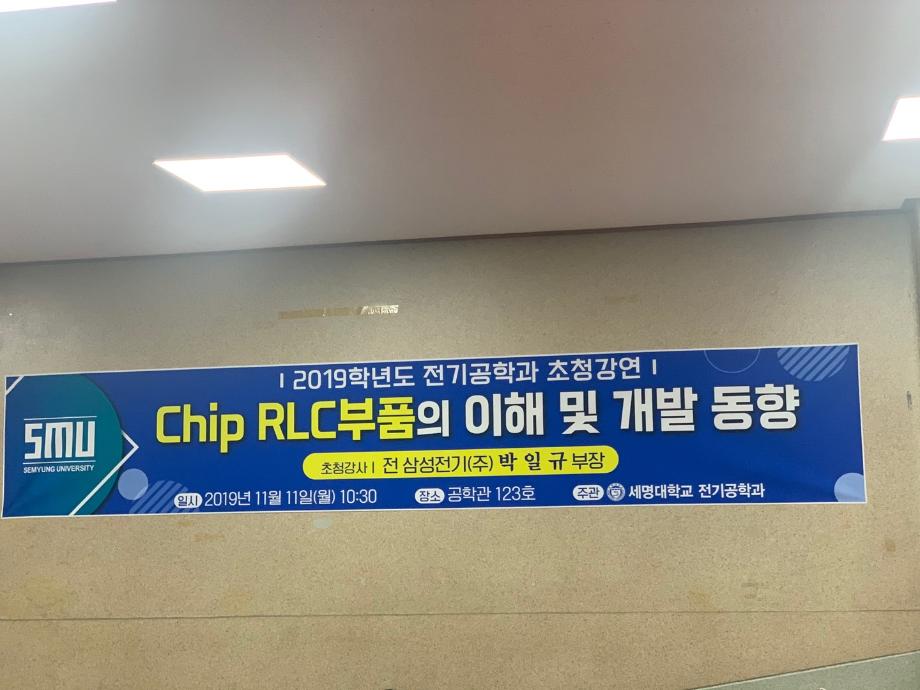 I 2019학년도 전기공학과 초청강연 I
SMU
SEMYUNG UNIVERSITY
Chip RLC부품의 이해 및 개발 동향
초청강사 I 전 삼성전기(주) 박일규 부장
일시 2019년 11월 11일(월) 10:30 장소 공학관 123호 주관 세명대학교 전기공학과